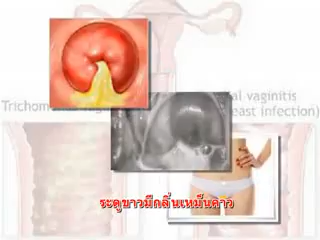 al vaginitis
Trichom
east infection)
ระดูขาวมีกลิ่นเหม็นคาว